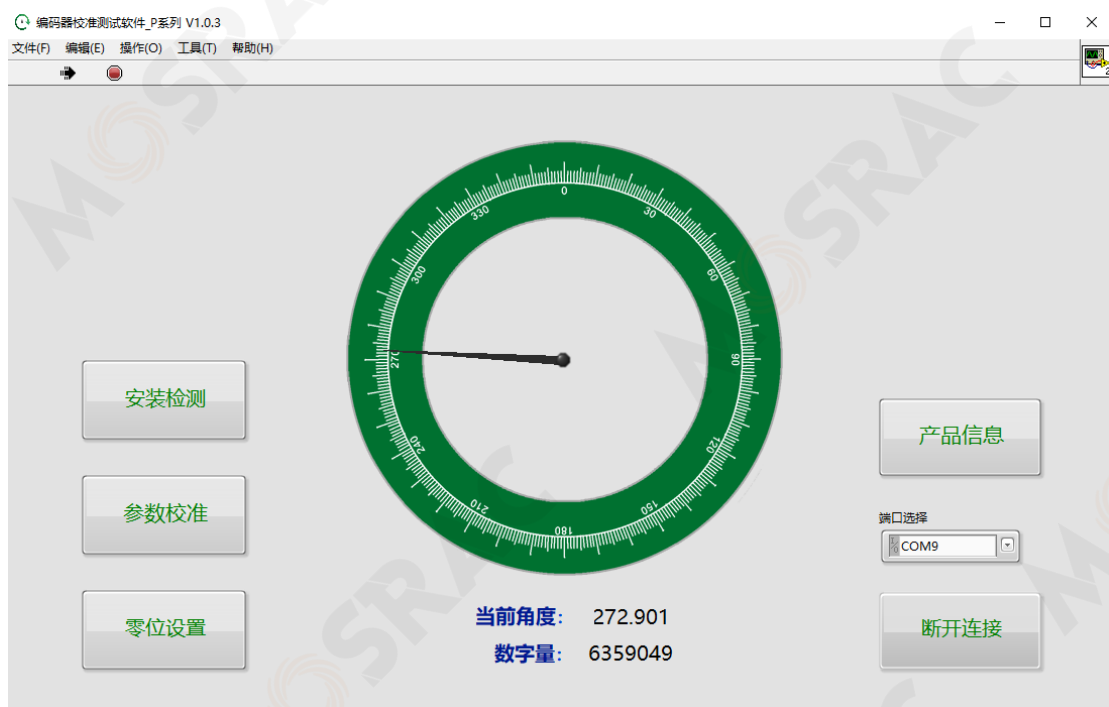 编码器校准测试软件_P系列 V1.0.3
文件(F) 编辑(E) 操作(O) 工具(T) 帮助(H)
0
30
60
90
120
150
180
210
240
270
300
330
安装检测
参数校准
零位设置
当前角度: 272.901
数字量: 6359049
产品信息
端口选择
COM9
断开连接
MOSRAC
MOSRAC
MOSRAC